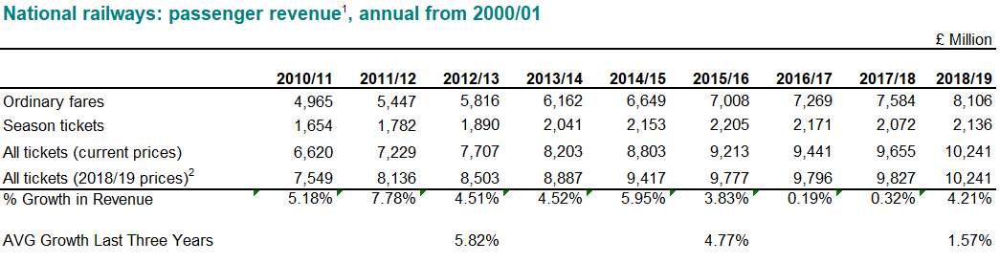 National railways: passenger revenue1, annual from 2000/01
£ Million
2010/11 2011/12 2012/13 2013/14 2014/15 2015/16 2016/17 2017/18 2018/19
Ordinary fares 4,965 5,447 5,816 6,162 6,649 7,008 7,269 7,584 8,106
Season tickets 1,654 1,782 1,890 2,041 2,153 2,205 2,171 2,072 2,136
All tickets (current prices) 6,620 7,229 7,707 8,203 8,803 9,213 9,441 9,655 10,241
All tickets (2018/19 prices)2 7,549 8,136 8,503 8,887 9,417 9,777 9,796 9,827 10,241
% Growth in Revenue 5.18% 7.78% 4.51% 4.52% 5.95% 3.83% 0.19% 0.32% 4.21%
AVG Growth Last Three Years 5.82% 4.77% 1.57%